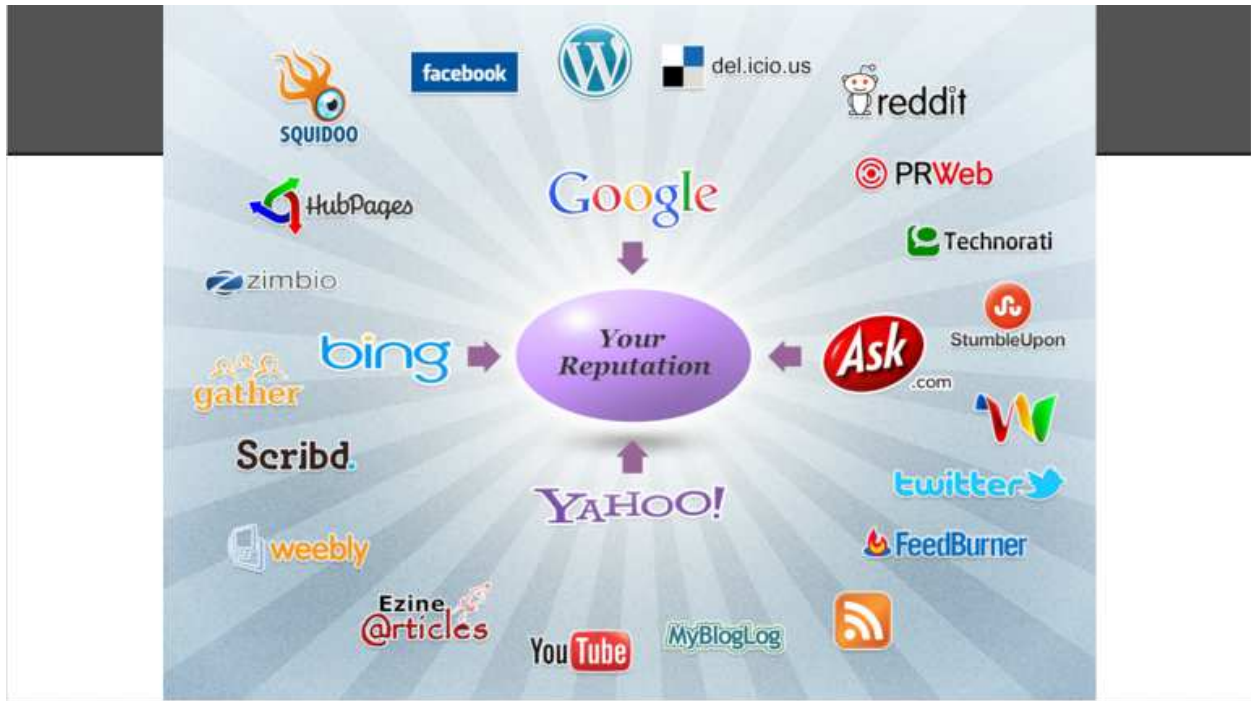 facebook
W
del.icio.us
reddit
SQUIDOO
Google
PRWeb
HubPages
Technorati
zimbio
bing
Your
Reputation
Ask
.com
StumbleUpon
gather
Scribd.
twitter
YAHOO!
weebly
FeedBurner
Ezine
@rticles
YouTube
MyBlogLog